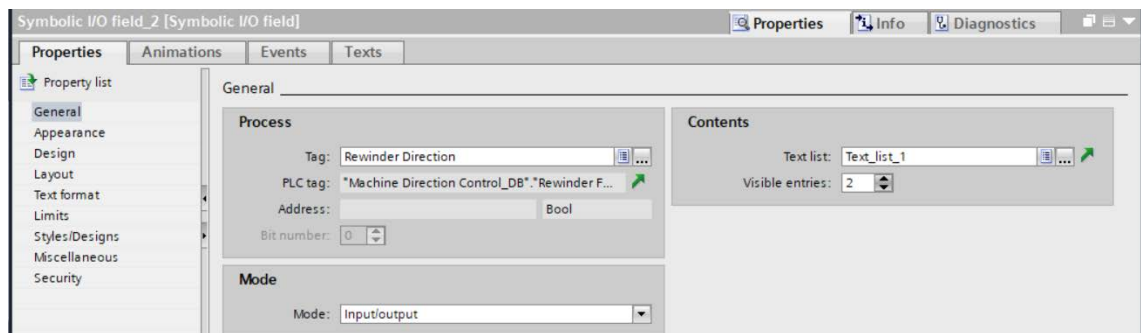 Symbolic I/O field_2 [Symbolic I/O field]
Properties Info Diagnostics
Properties Animations Events Texts
Property list
General
Appearance
Design
Layout
Text format
Limits
Styles/Designs
Miscellaneous
Security
General
Process
Tag: Rewinder Direction ...
PLC tag: "Machine Direction Control_DB"."Rewinder F...
Address: Bool
Bit number: 0
Mode
Mode: Input/output
Contents
Text list: Text_list_1 ...
Visible entries: 2